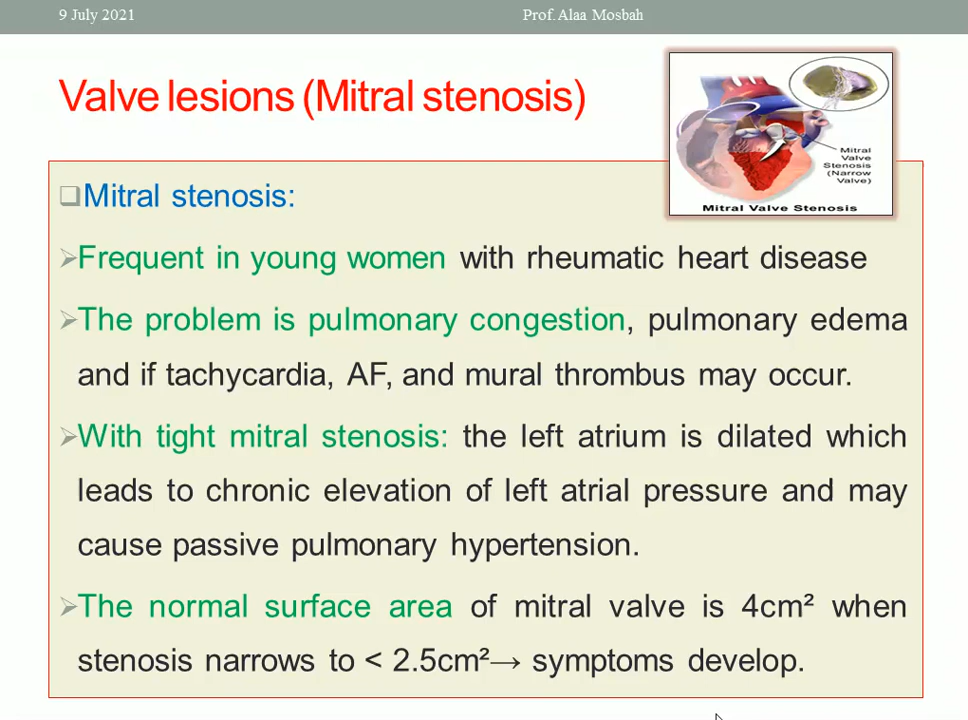 9 July 2021
Prof. Alaa Mosbah
Valve lesions (Mitral stenosis)
Mitral
Valve
Stenosis
(Narrow
Valve)
Mitral Valve Stenosis
❑Mitral stenosis:
➢Frequent in young women with rheumatic heart disease
➢The problem is pulmonary congestion, pulmonary edema
and if tachycardia, AF, and mural thrombus may occur.
➢With tight mitral stenosis: the left atrium is dilated which
leads to chronic elevation of left atrial pressure and may
cause passive pulmonary hypertension.
➢The normal surface area of mitral valve is 4cm² when
stenosis narrows to < 2.5cm²→ symptoms develop.